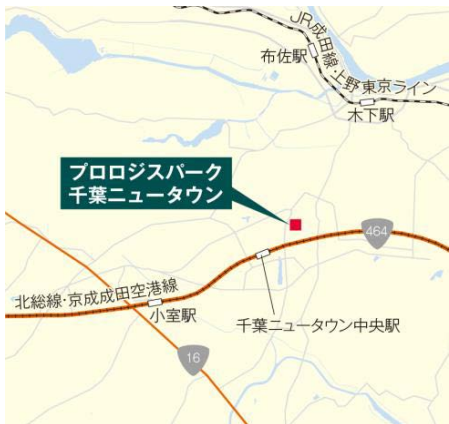 JR成田線・上野東京ライン
布佐駅
木下駅
プロロジスパーク
千葉ニュータウン
464
北総線・京成成田空港線
小室駅
千葉ニュータウン中央駅
16